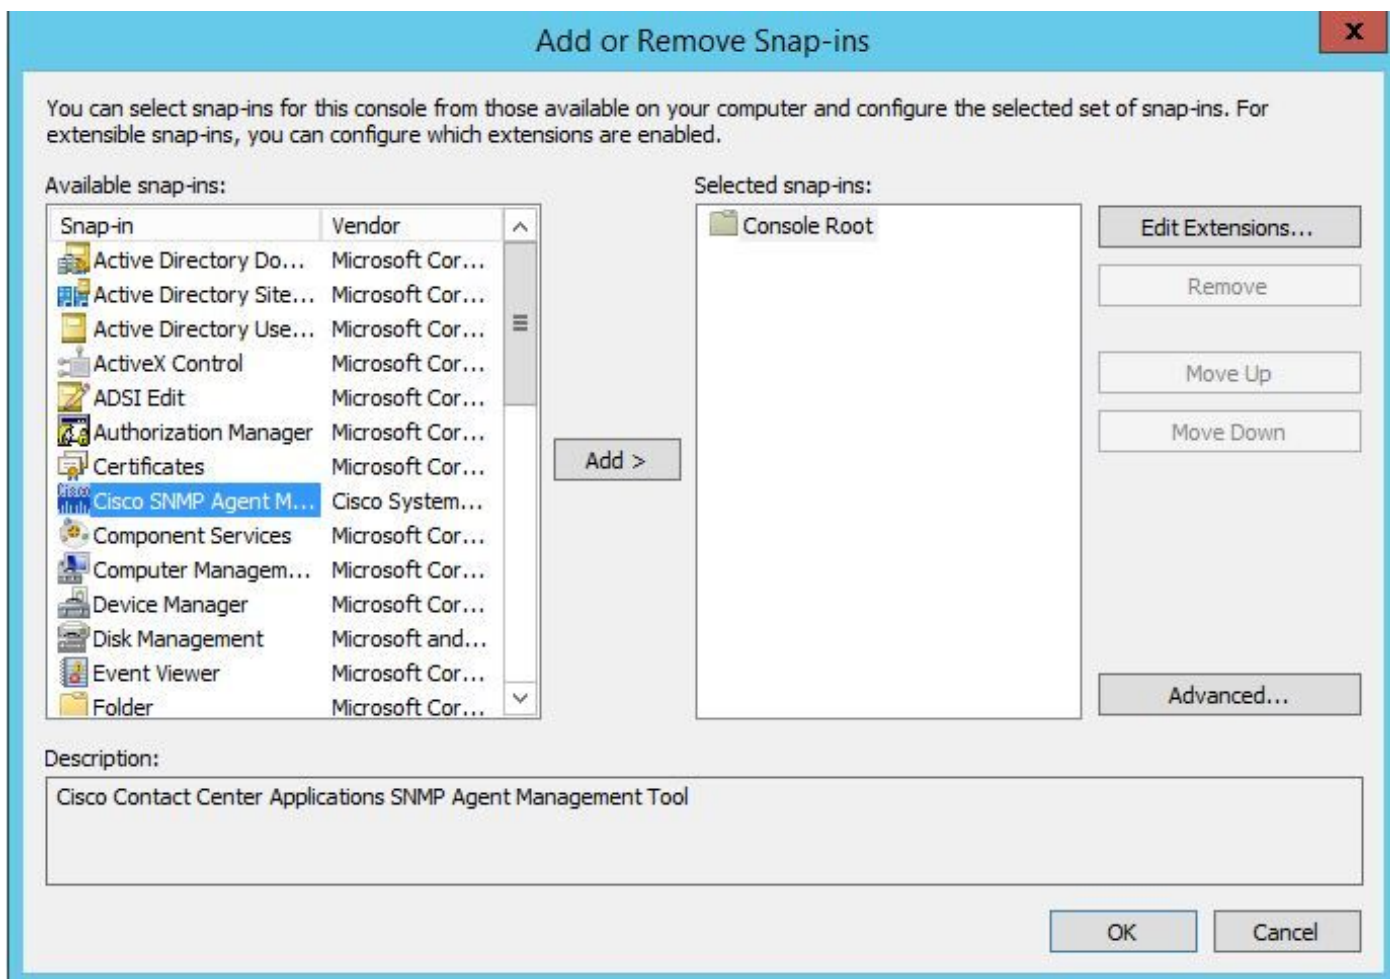 Add or Remove Snap-ins
x
You can select snap-ins for this console from those available on your computer and configure the selected set of snap-ins. For
extensible snap-ins, you can configure which extensions are enabled.
Available snap-ins:
Snap-in Vendor
Active Directory Do... Microsoft Cor...
Active Directory Site... Microsoft Cor...
Active Directory Use... Microsoft Cor...
ActiveX Control Microsoft Cor...
ADSI Edit Microsoft Cor...
Authorization Manager Microsoft Cor...
Certificates Microsoft Cor...
Cisco SNMP Agent M... Cisco System...
Component Services Microsoft Cor...
Computer Managem... Microsoft Cor...
Device Manager Microsoft Cor...
Disk Management Microsoft and...
Event Viewer Microsoft Cor...
Folder Microsoft Cor...
Add >
Selected snap-ins:
Console Root
Edit Extensions...
Remove
Move Up
Move Down
Advanced...
Description:
Cisco Contact Center Applications SNMP Agent Management Tool
OK
Cancel